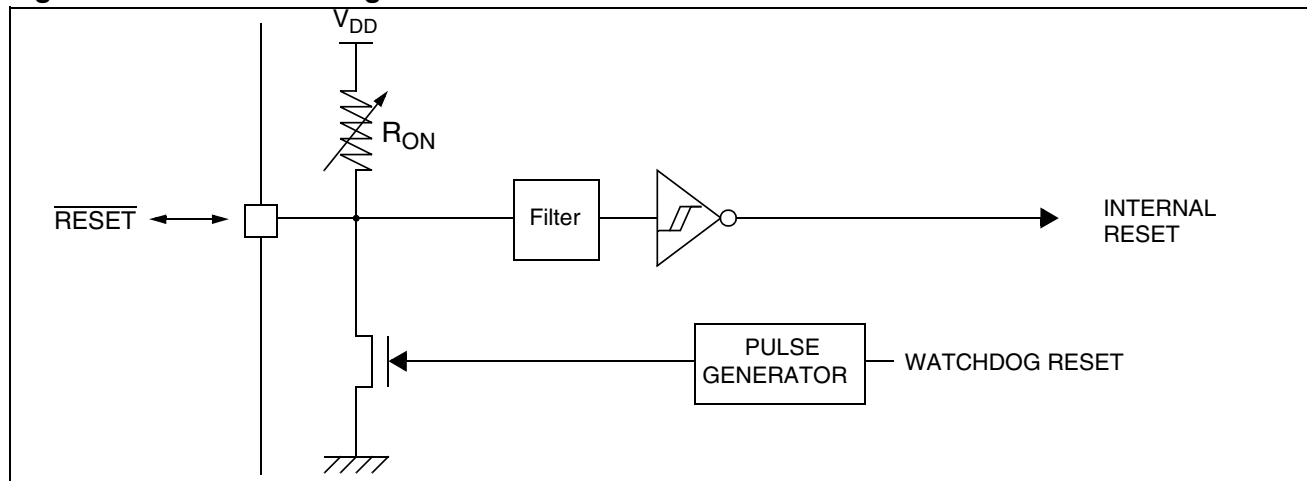 VDD
RON
RESET
Filter
INTERNAL
RESET
PULSE
GENERATOR
WATCHDOG RESET